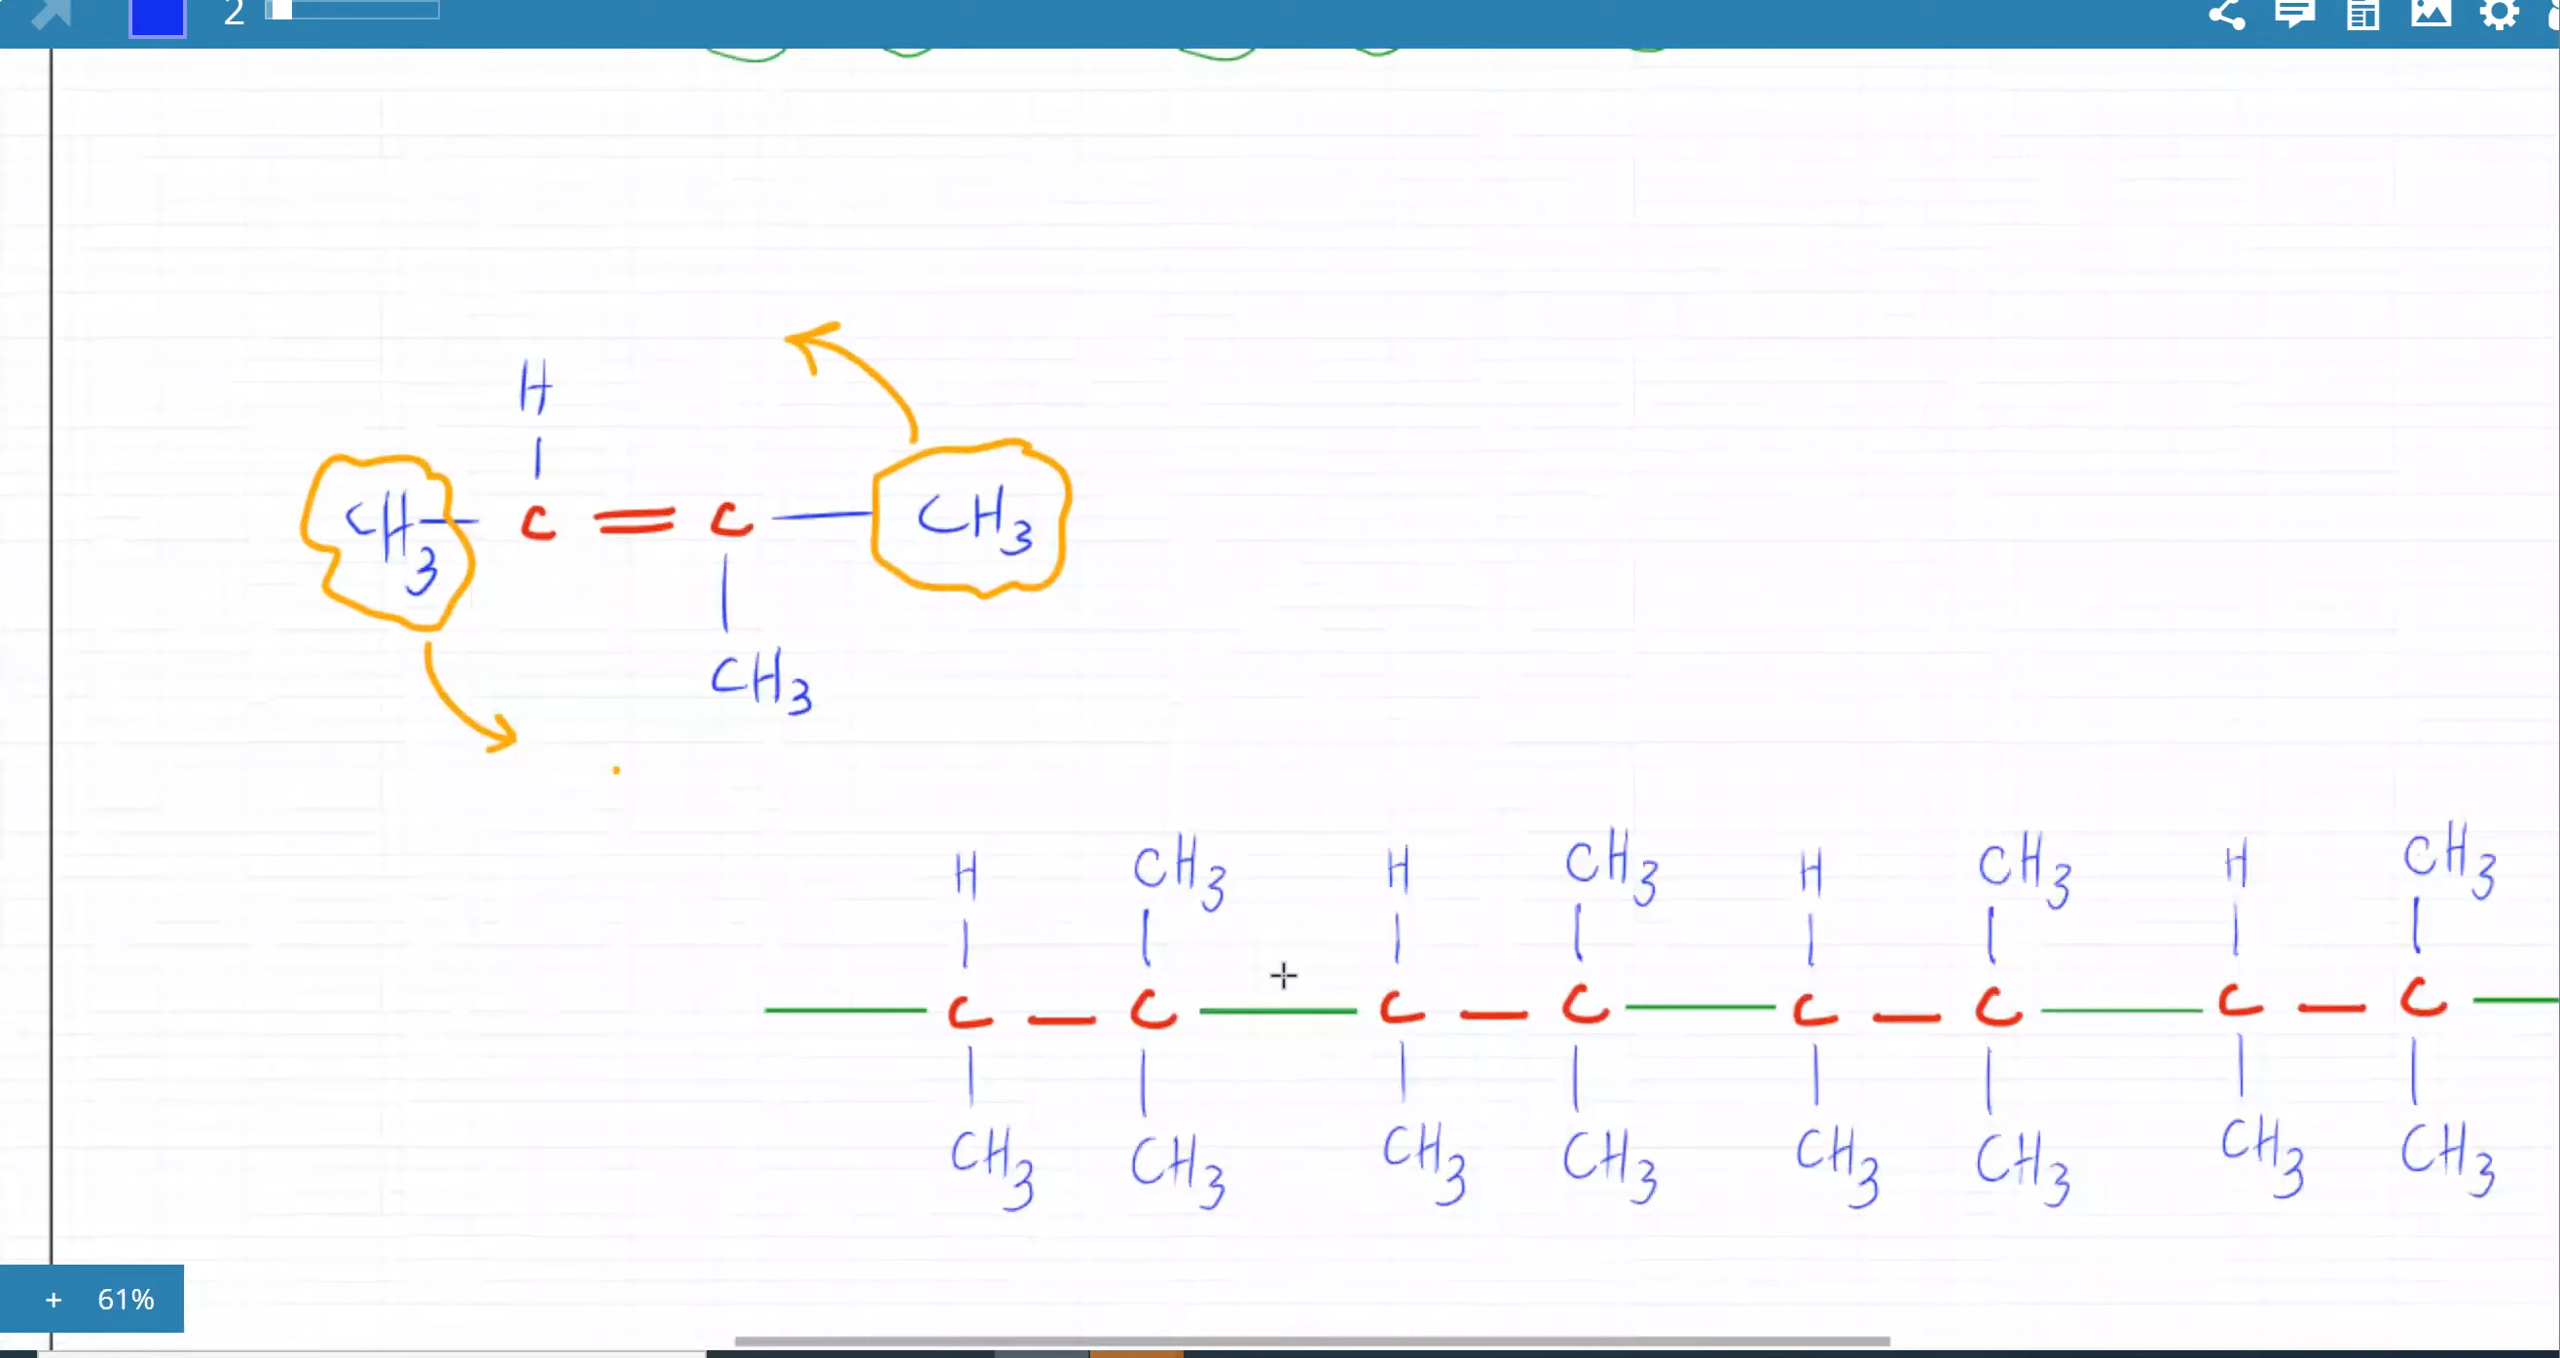 2
H
CH3 — C = C — CH3
CH3
H CH3 H CH3 H CH3 H CH3
— C — C — C — C — C — C — C — C —
CH3 CH3 CH3 CH3 CH3 CH3 CH3 CH3
+ 61%